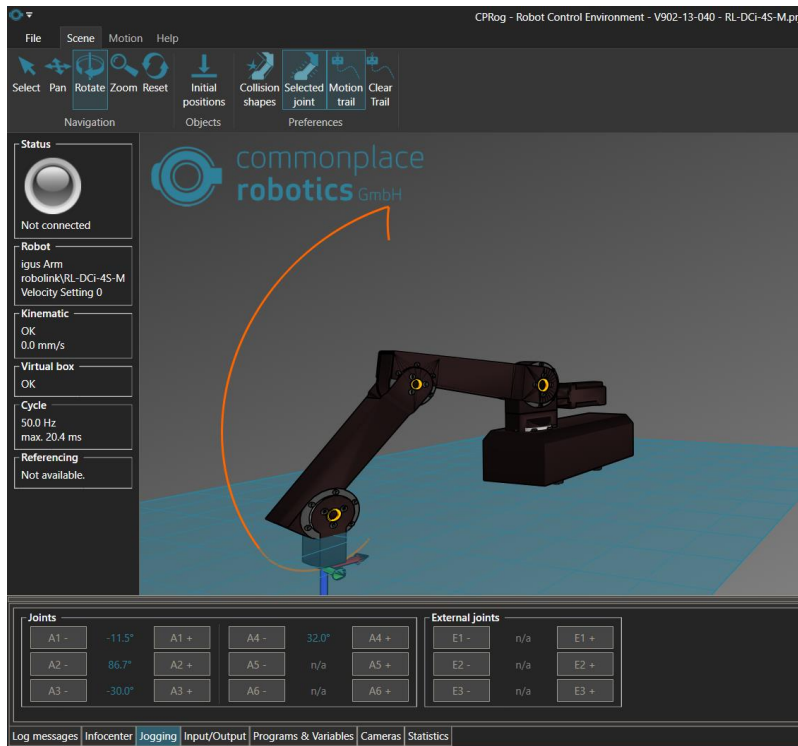 CPRog - Robot Control Environment - V902-13-040 - RL-DCi-4S-M.pr
File Scene Motion Help
Select Pan Rotate Zoom Reset
Initial positions
Collision shapes
Selected joint
Motion trail
Clear Trail
Navigation Objects Preferences
Status
Not connected
Robot
igus Arm
robolink\RL-DCi-4S-M
Velocity Setting 0
Kinematic
OK
0.0 mm/s
Virtual box
OK
Cycle
50.0 Hz
max. 20.4 ms
Referencing
Not available.
commonplace
robotics GmbH
Joints
A1 - -11.5° A1 + A4 - 32.0° A4 +
A2 - 86.7° A2 + A5 - n/a A5 +
A3 - -30.0° A3 + A6 - n/a A6 +
External joints
E1 - n/a E1 +
E2 - n/a E2 +
E3 - n/a E3 +
Log messages Infocenter Jogging Input/Output Programs & Variables Cameras Statistics